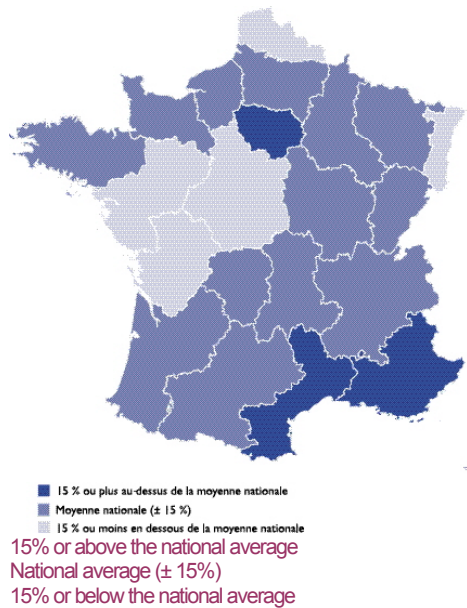 15 % ou plus au-dessus de la moyenne nationale
Moyenne nationale (± 15 %)
15 % ou moins en dessous de la moyenne nationale
15% or above the national average
National average (± 15%)
15% or below the national average